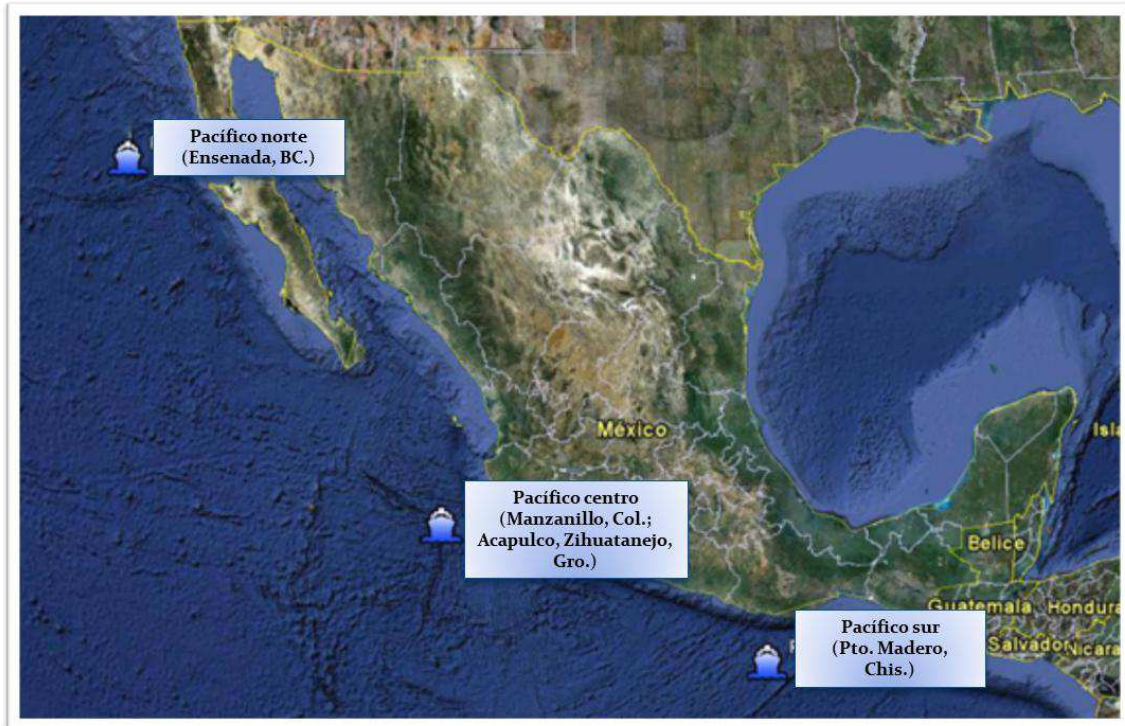 Pacífico norte
(Ensenada, BC.)
México
Isla
Pacífico centro
(Manzanillo, Col.;
Acapulco, Zihuatanejo,
Gro.)
Belice
Guatemala Hondura
Pacífico sur
(Pto. Madero,
Chis.)
Salvador Nicara